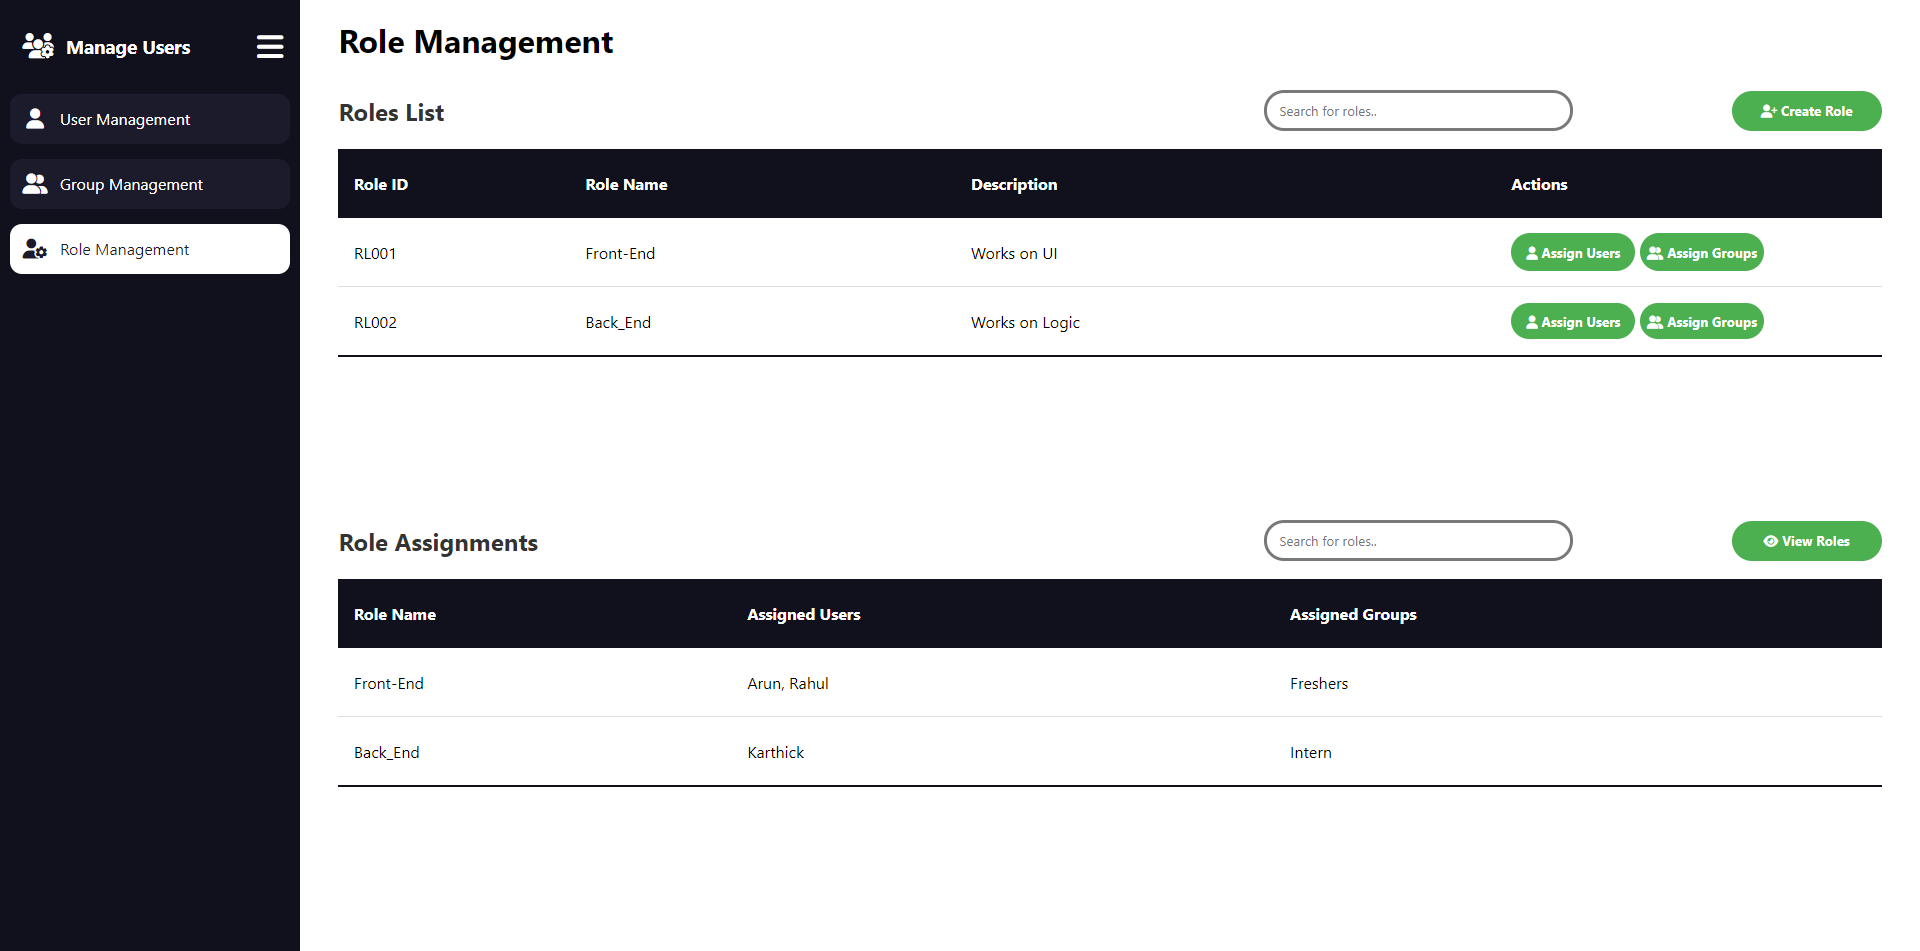 Manage Users
User Management
Group Management
Role Management
Role Management
Roles List
Search for roles..
Create Role
Role ID Role Name Description Actions
RL001 Front-End Works on UI Assign Users Assign Groups
RL002 Back_End Works on Logic Assign Users Assign Groups
Role Assignments
Search for roles..
View Roles
Role Name Assigned Users Assigned Groups
Front-End Arun, Rahul Freshers
Back_End Karthick Intern